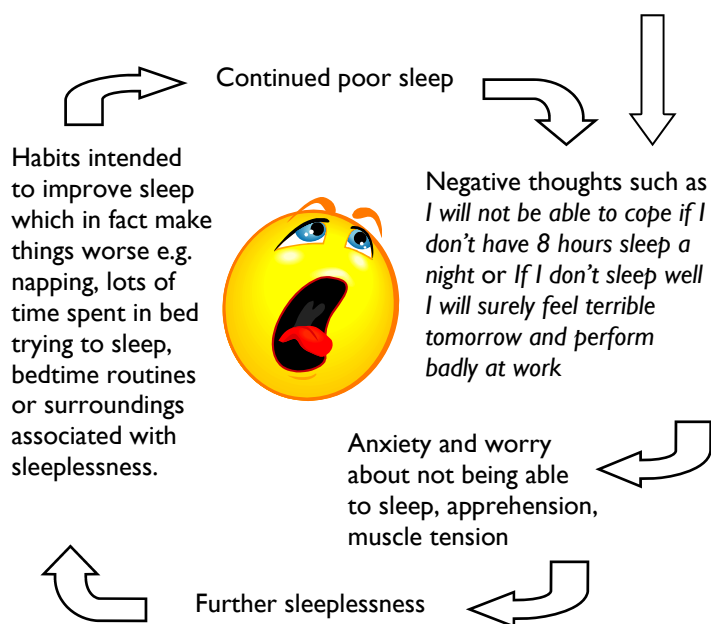 Continued poor sleep
Negative thoughts such as
I will not be able to cope if I
don't have 8 hours sleep a
night or If I don't sleep well
I will surely feel terrible
tomorrow and perform
badly at work
Anxiety and worry
about not being able
to sleep, apprehension,
muscle tension
Further sleeplessness
Habits intended
to improve sleep
which in fact make
things worse e.g.
napping, lots of
time spent in bed
trying to sleep,
bedtime routines
or surroundings
associated with
sleeplessness.